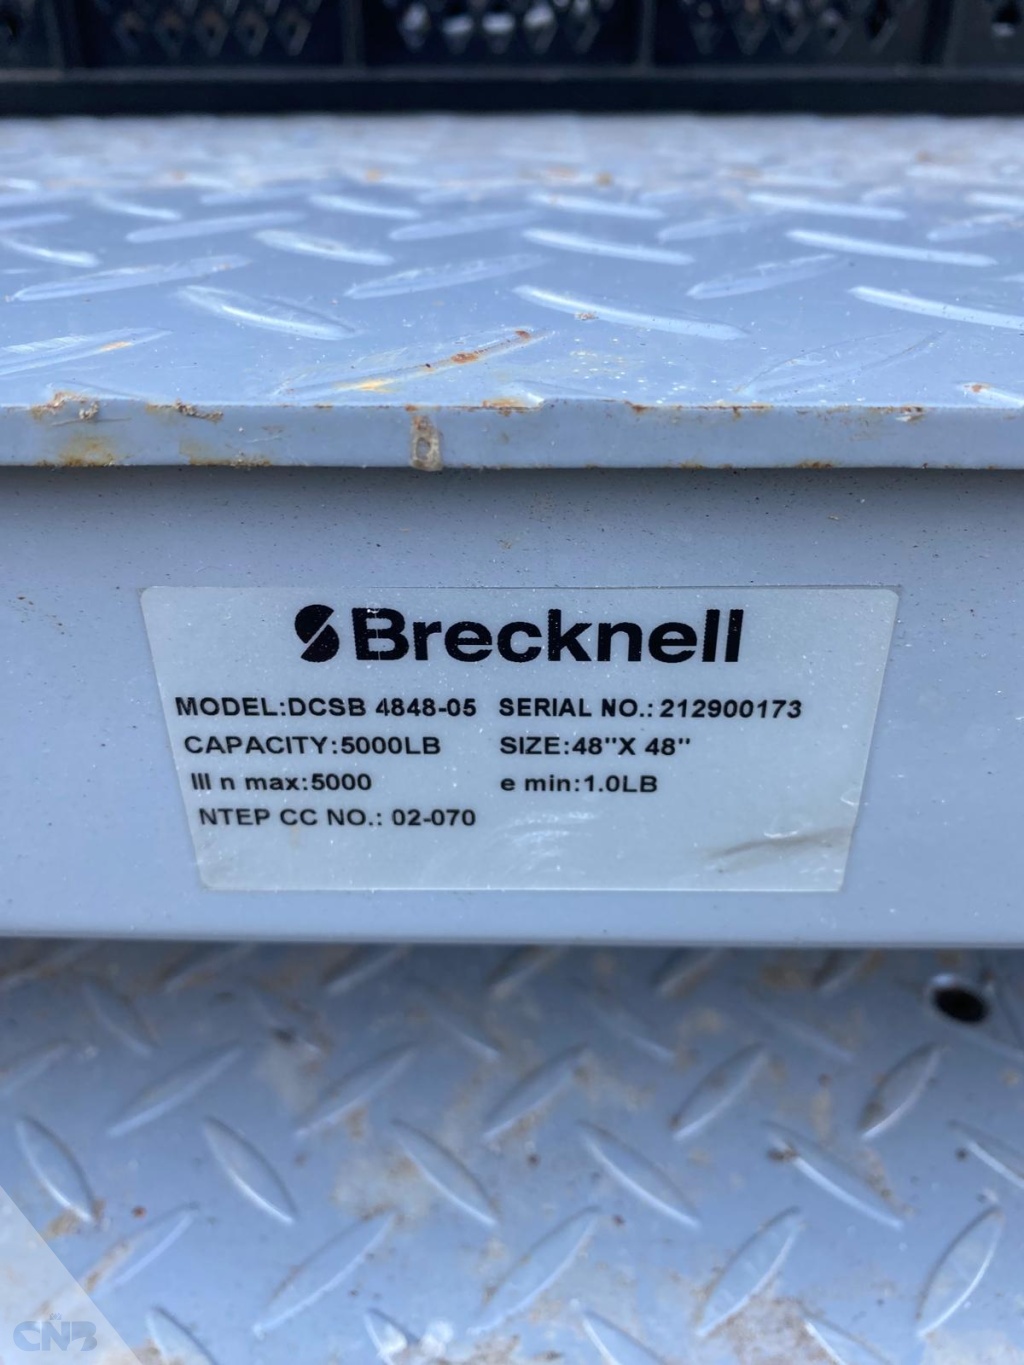 Brecknell
MODEL:DCSB 4848-05 SERIAL NO.: 212900173
CAPACITY:5000LB SIZE:48"X 48"
III n max:5000 e min:1.0LB
NTEP CC NO.: 02-070
CNB